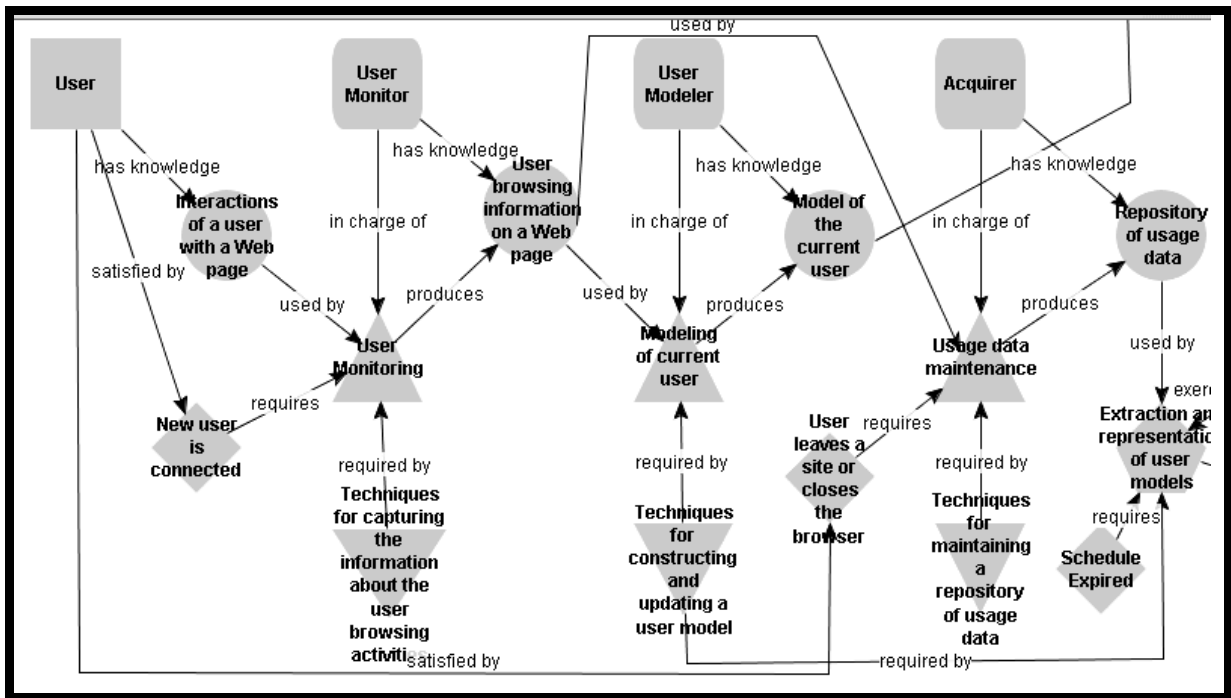 used by
User
User
Monitor
User
Modeler
Acquirer
has knowledge
has knowledge
has knowledge
has knowledge
Interactions
of a user
with a Web
page
User
browsing
information
on a Web
page
Model of
the
current
user
Repository
of usage
data
in charge of
in charge of
in charge of
satisfied by
used by
produces
used by
produces
produces
used by
User
Monitoring
Modeling
of current
user
Usage data
maintenance
requires
requires
exer
New user
is
connected
User
leaves a
site or
closes
the
browser
Extraction an
representatio
of user
models
required by
required by
required by
requires
Techniques
for capturing
the
information
about the
user
browsing
activiti
Techniques
for
constructing
and
updating a
user model
Techniques
for
maintaining
a
repository
of usage
data
Schedule
Expired
satisfied by
required by